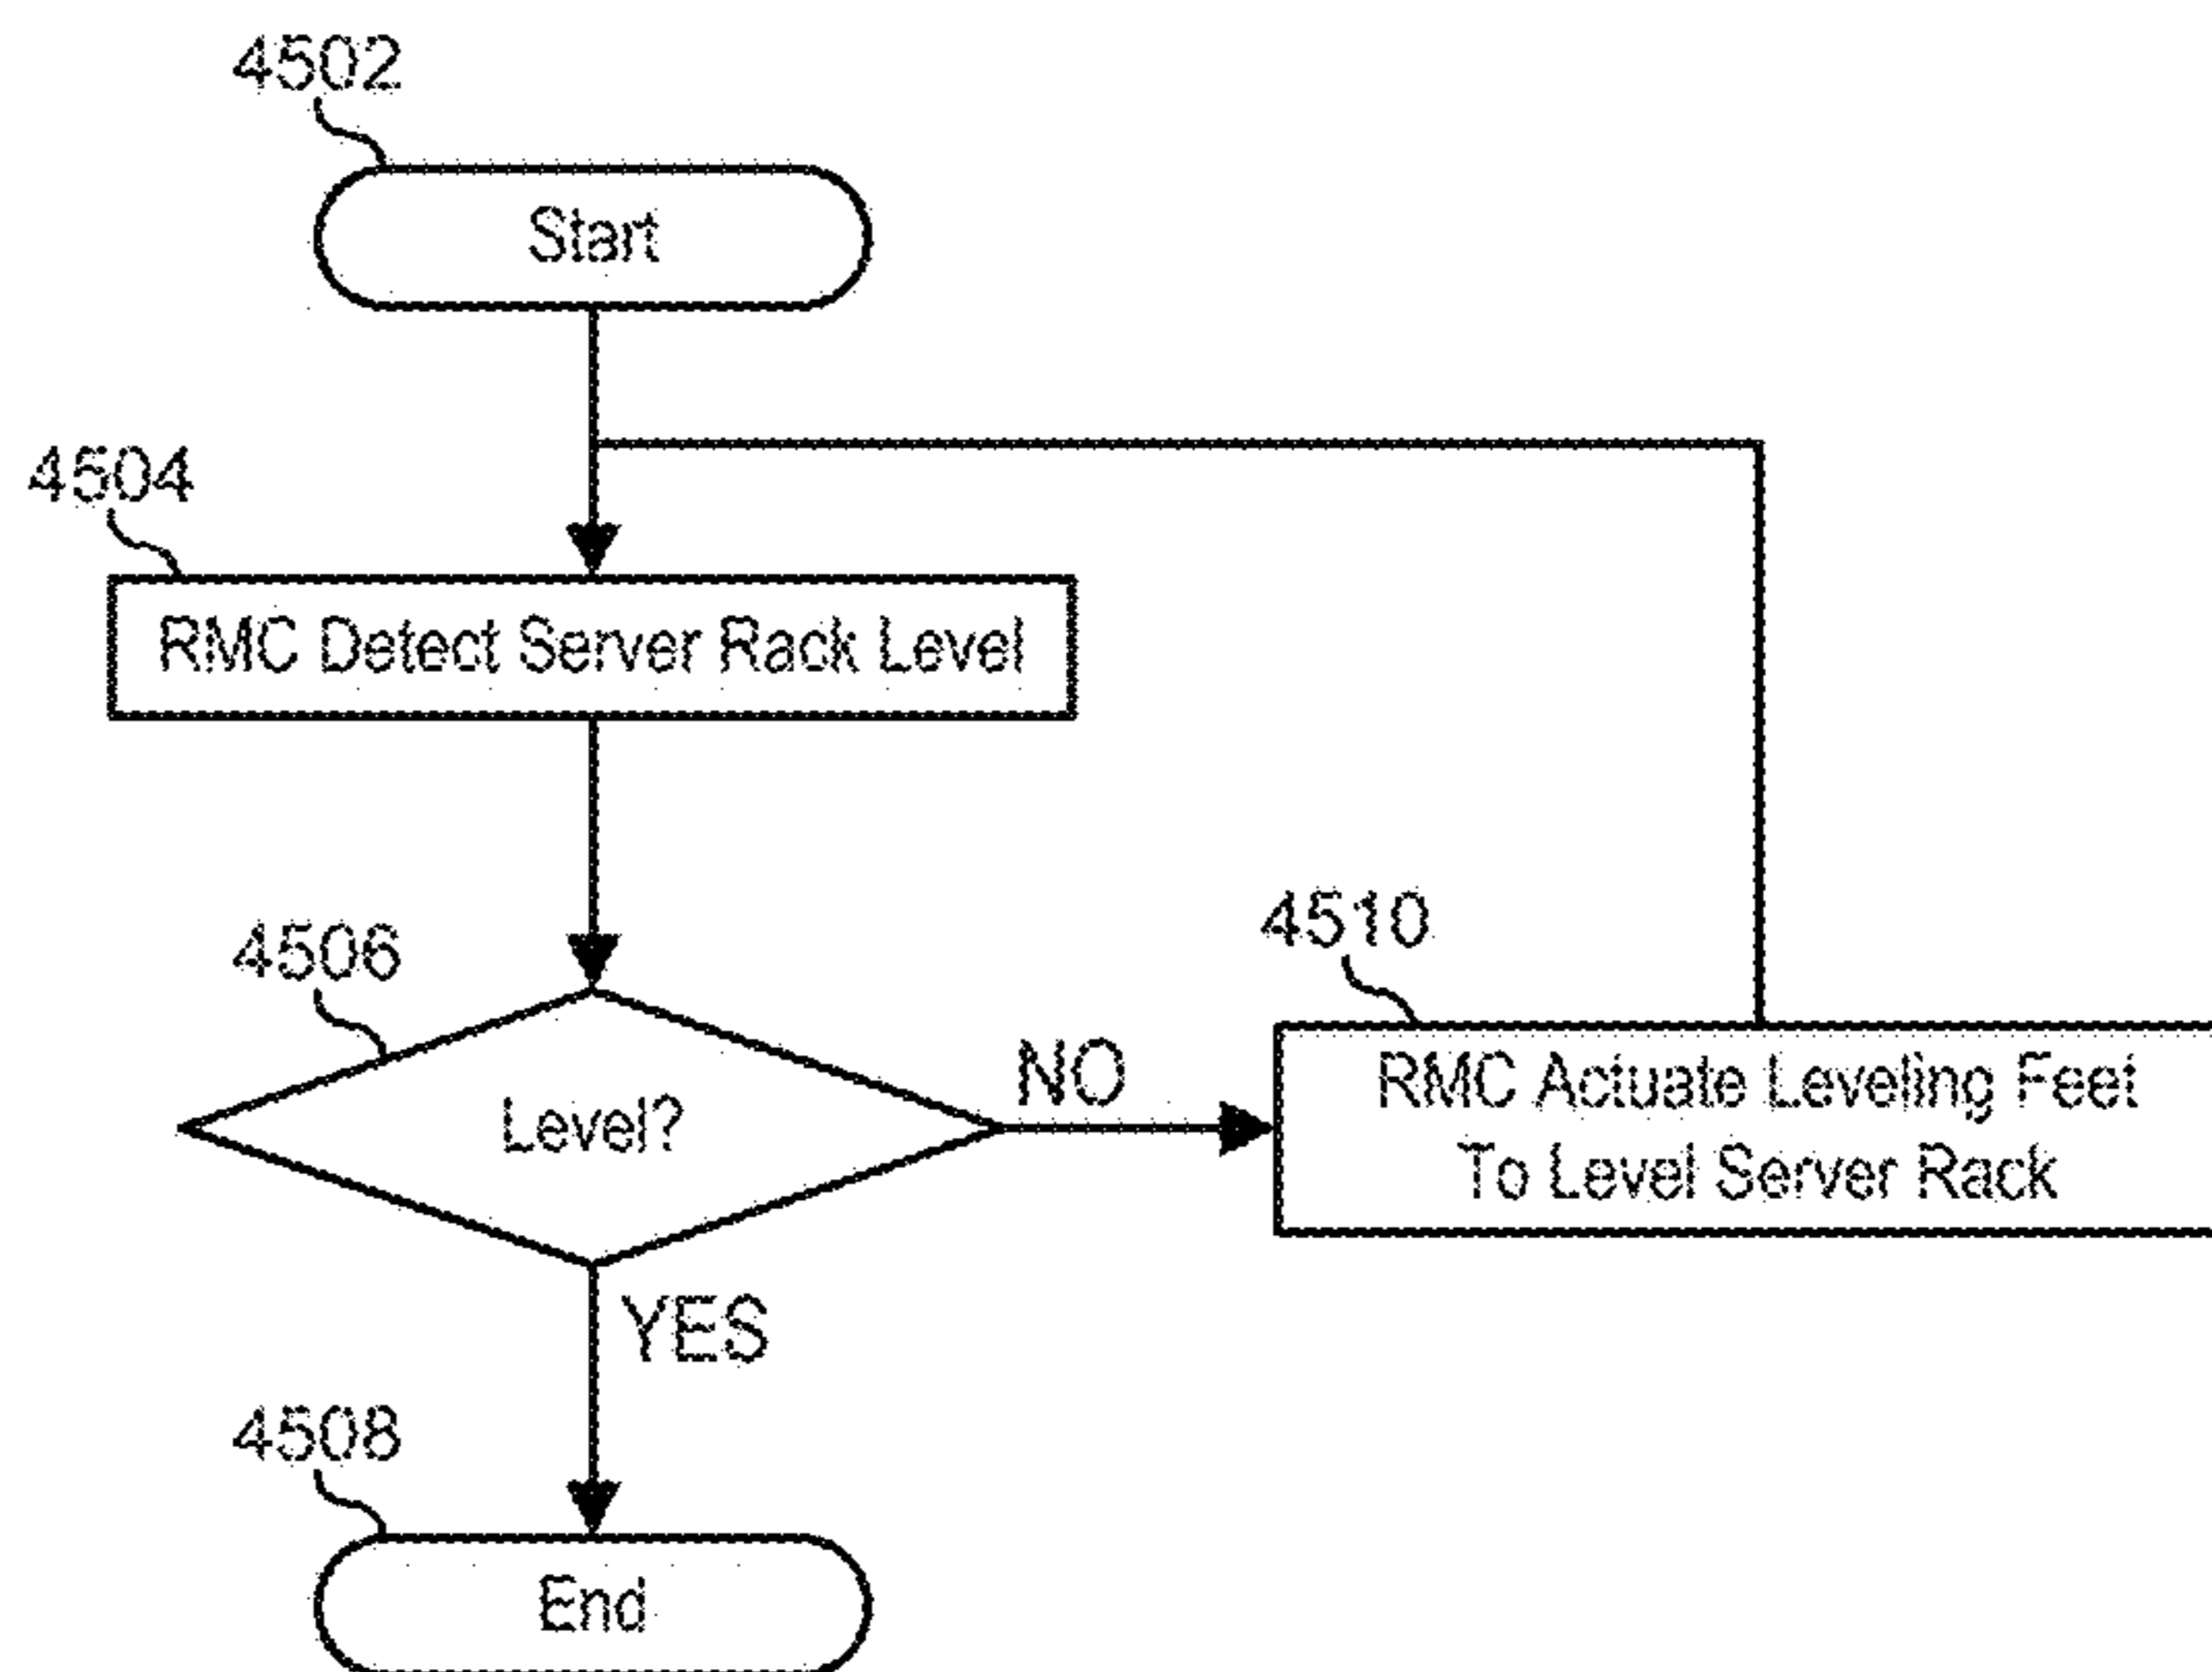 4502
Start
4504
RMC Detect Server Rack Level
4506
Level?
NO
4510
RMC Actuate Leveling Feet
To Level Server Rack
YES
4508
End